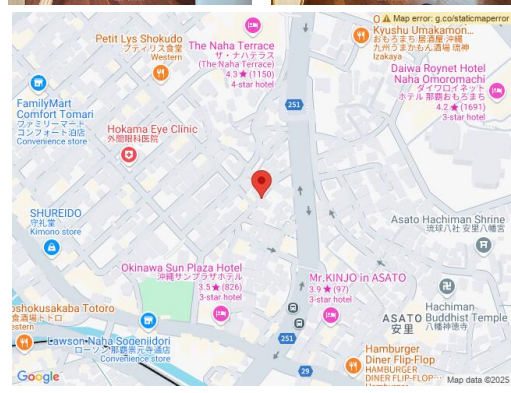 Map error: g.co/staticmaperror
Petit Lys Shokudo
プティリス食堂
Western
The Naha Terrace
ザ・ナハテラス
(The Naha Terrace)
4.3★(1150)
4-star hotel
Kyushu Umakamon...
おもろまち 居酒屋 沖縄
九州うまかもん酒場 琉神
Izakaya
Daiwa Roynet Hotel
Naha Omoromachi
ダイワロイネット
ホテル 那覇おもろまち
4.2★(1691)
3-star hotel
FamilyMart
Comfort Tomari
ファミリーマート
コンフォート泊店
Convenience store
251
Hokama Eye Clinic
外間眼科医院
SHUREIDO
守礼堂
Kimono store
Asato Hachiman Shrine
琉球八社 安里八幡宮
Okinawa Sun Plaza Hotel
沖縄サンプラザホテル
3.5★(826)
3-star hotel
Mr.KINJO in ASATO
3.9★(97)
3-star hotel
oshokusakaba Totoro
食酒場トトロ
estern
ASATO
安里
Hachiman
Buddhist Temple
八幡神徳寺
Lawson Naha Sogenjidori
ローソン 那覇崇元寺通店
Convenience store
251
29
Hamburger
Diner Flip-Flop
HAMBURGER
DINER FLIP-FLOP…
Google
Map data ©2025